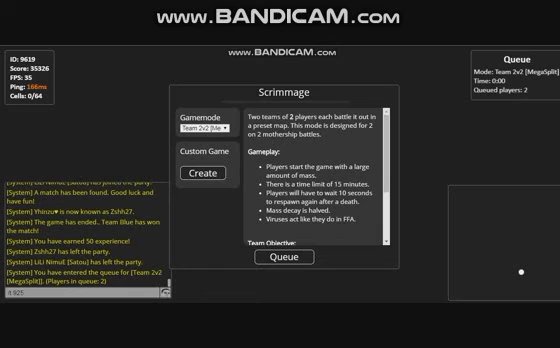 www.BANDICAM.com
www.BANDICAM.com
ID: 9619
Score: 35326
FPS: 35
Ping: 166ms
Cells: 0/64
Queue
Mode: Team 2v2 [MegaSplit]
Time: 0:00
Queued players: 2
Scrimmage
Gamemode
Team 2v2 [Me
Custom Game
Create
Two teams of 2 players each battle it out in
a preset map. This mode is designed for 2
on 2 mothership battles.
Gameplay:
Players start the game with a large
amount of mass.
There is a time limit of 15 minutes.
Players will have to wait 10 seconds
to respawn again after a death.
Mass decay is halved.
Viruses act like they do in FFA.
Team Objective:
Queue
[System] A match has been found. Good luck and
have fun!
[System] Yhinzu♥ is now known as Zshh27.
[System] The game has ended.. Team Blue has won
the match!
[System] You have earned 50 experience!
[System] Zshh27 has left the party.
[System] has left the party.
[System] You have entered the queue for [Team 2v2
[MegaSplit]]. (Players in queue: 2)
925